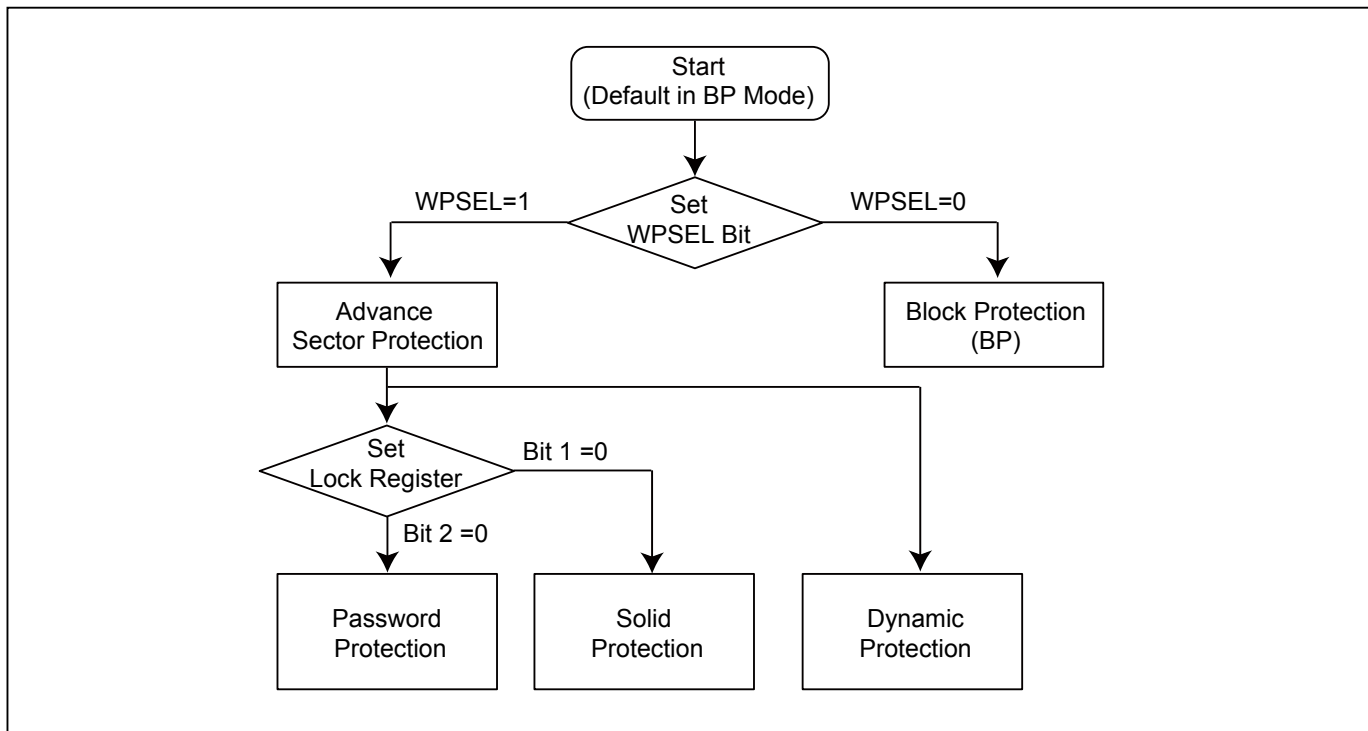 Start
(Default in BP Mode)
WPSEL=1
WPSEL=0
Set
WPSEL Bit
Advance
Sector Protection
Block Protection
(BP)
Set
Lock Register
Bit 1 =0
Bit 2 =0
Password
Protection
Solid
Protection
Dynamic
Protection